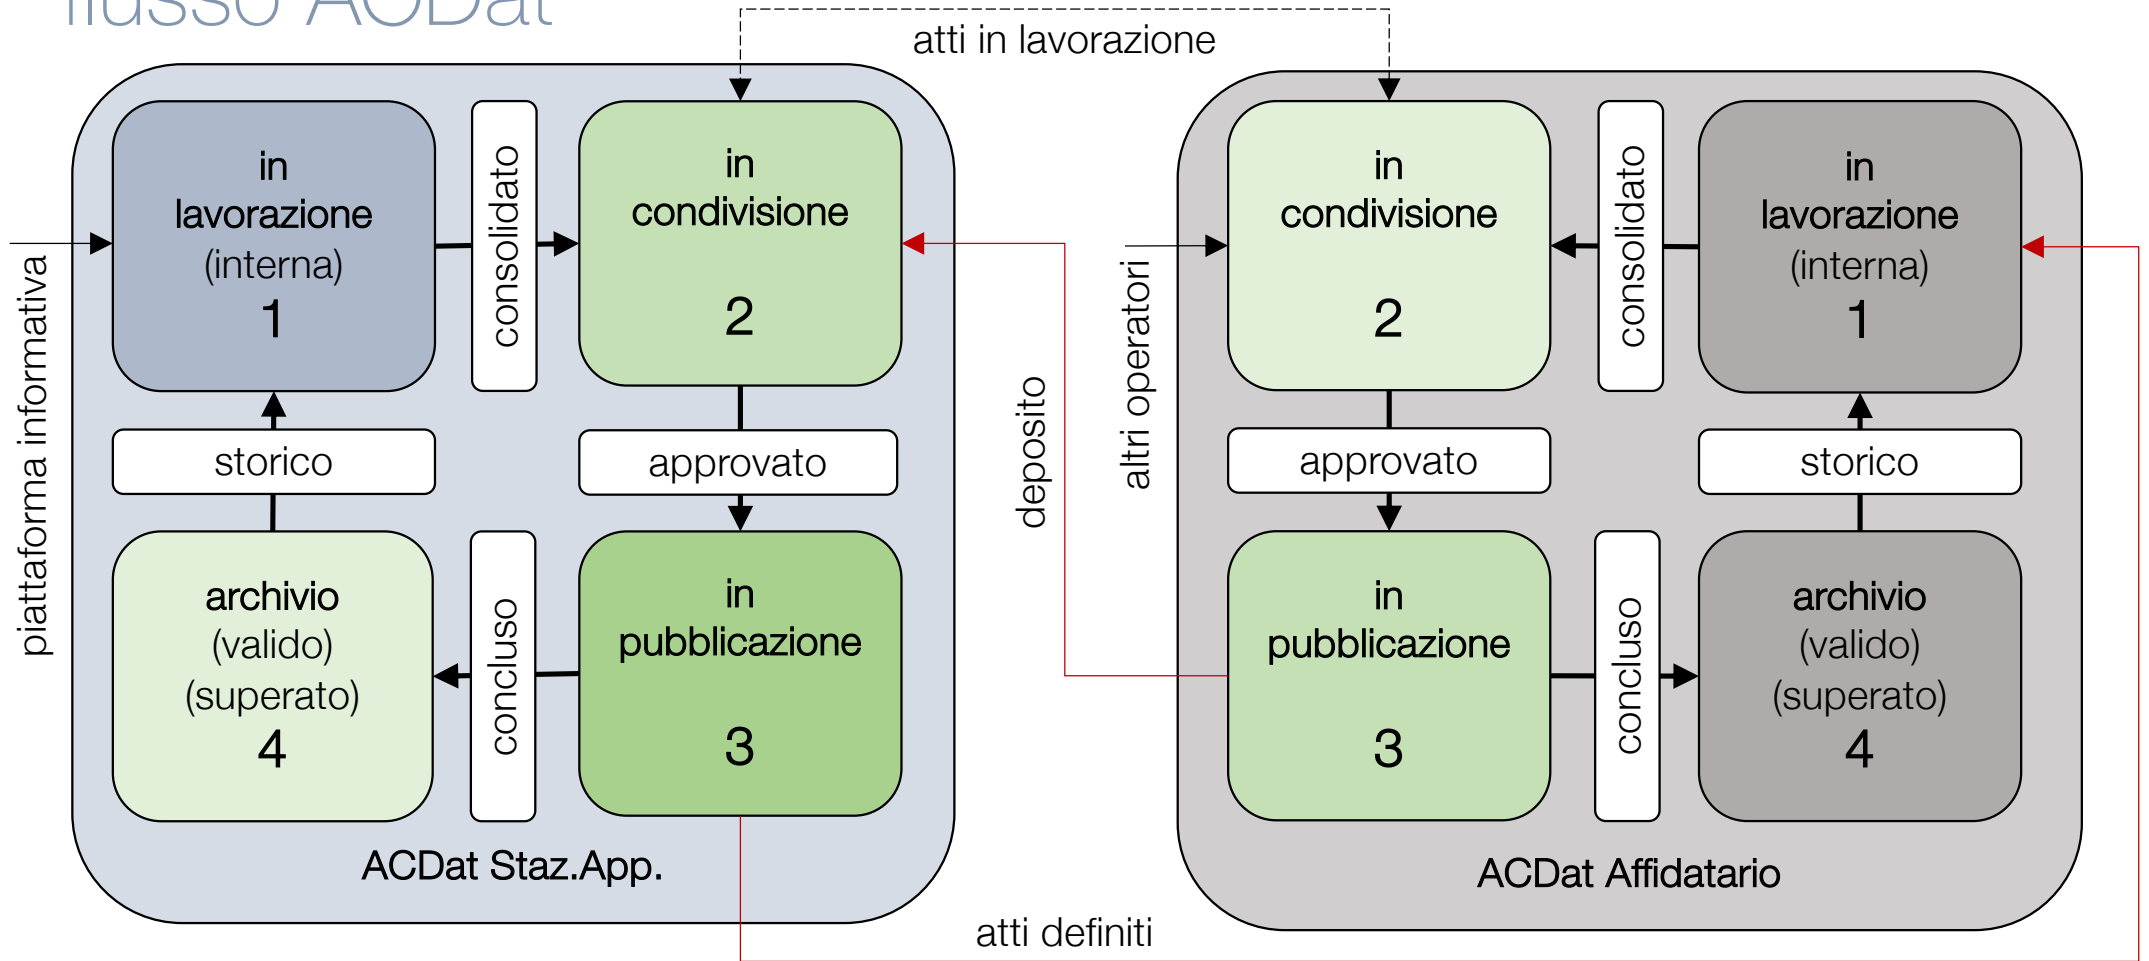 flusso ACDat
atti in lavorazione
piattaforma informativa
in
lavorazione
(interna)
1
consolidato
in
condivisione
2
storico
approvato
archivio
(valido)
(superato)
4
concluso
in
pubblicazione
3
ACDat Staz.App.
deposito
altri operatori
in
condivisione
2
consolidato
in
lavorazione
(interna)
1
approvato
storico
in
pubblicazione
3
concluso
archivio
(valido)
(superato)
4
ACDat Affidatario
atti definiti